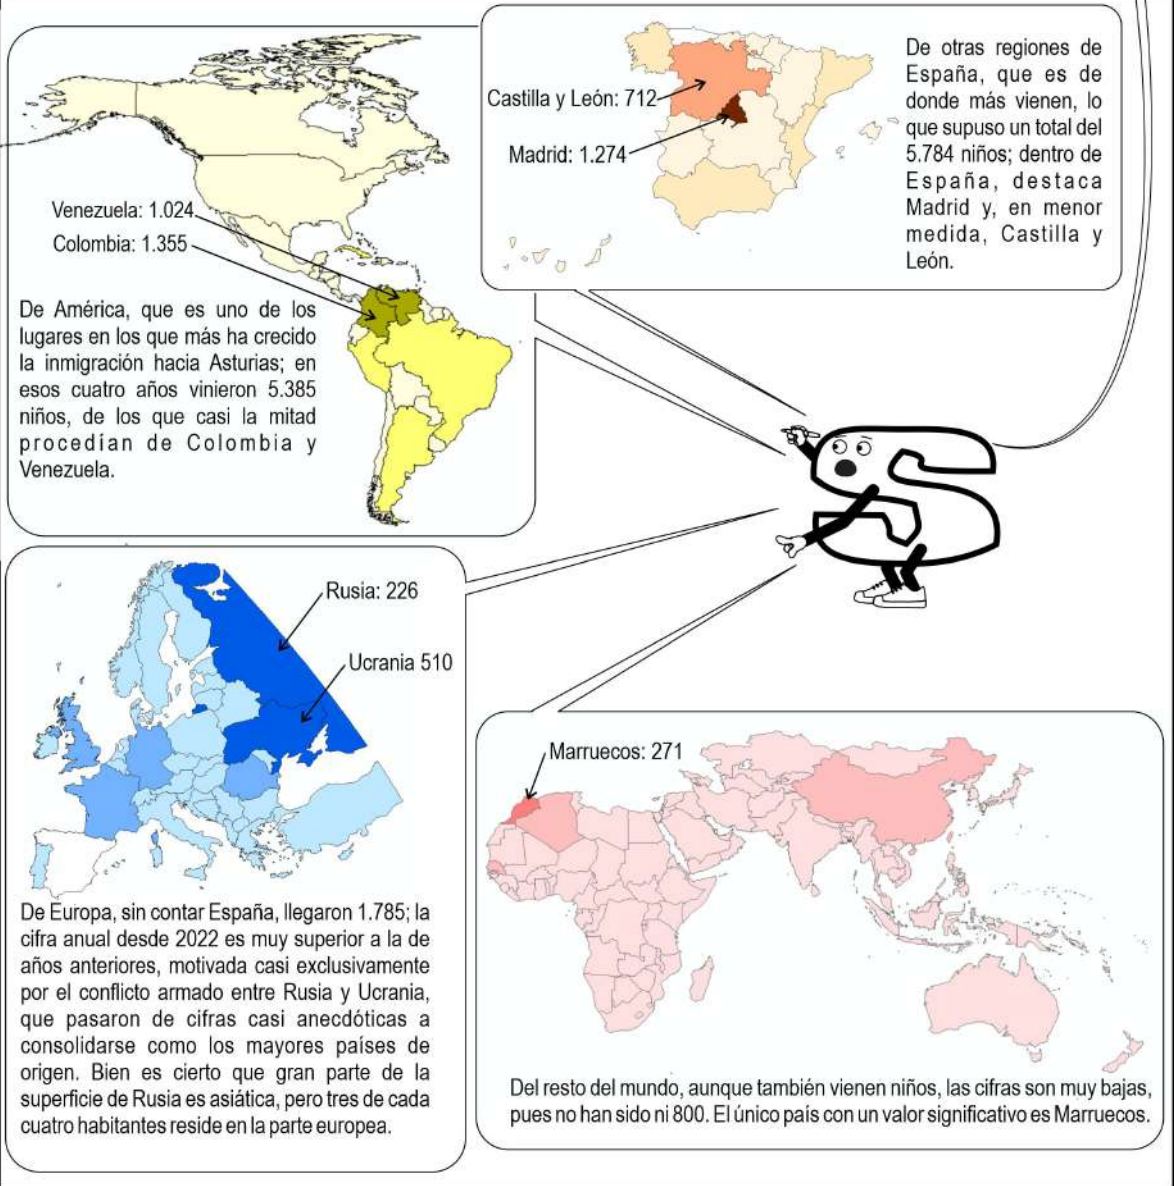 Castilla y León: 712
Madrid: 1.274
De otras regiones de
España, que es de
donde más vienen, lo
que supuso un total del
5.784 niños; dentro de
España, destaca
Madrid y, en menor
medida, Castilla y
León.
Venezuela: 1.024
Colombia: 1.355
De América, que es uno de los
lugares en los que más ha crecido
la inmigración hacia Asturias; en
esos cuatro años vinieron 5.385
niños, de los que casi la mitad
procedían de Colombia y
Venezuela.
Rusia: 226
Ucrania 510
De Europa, sin contar España, llegaron 1.785; la
cifra anual desde 2022 es muy superior a la de
años anteriores, motivada casi exclusivamente
por el conflicto armado entre Rusia y Ucrania,
que pasaron de cifras casi anecdóticas a
consolidarse como los mayores países de
origen. Bien es cierto que gran parte de la
superficie de Rusia es asiática, pero tres de cada
cuatro habitantes reside en la parte europea.
Marruecos: 271
Del resto del mundo, aunque también vienen niños, las cifras son muy bajas,
pues no han sido ni 800. El único país con un valor significativo es Marruecos.